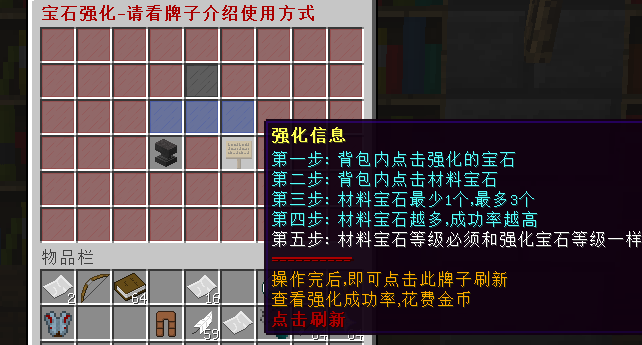 宝石强化-请看牌子介绍使用方式
强化信息
第一步: 背包内点击强化的宝石
第二步: 背包内点击材料宝石
第三步: 材料宝石最少1个,最多3个
第四步: 材料宝石越多,成功率越高
第五步: 材料宝石等级必须和强化宝石等级一样
操作完后,即可点击此牌子刷新
查看强化成功率,花费金币
点击刷新
物品栏
2
64
16
59